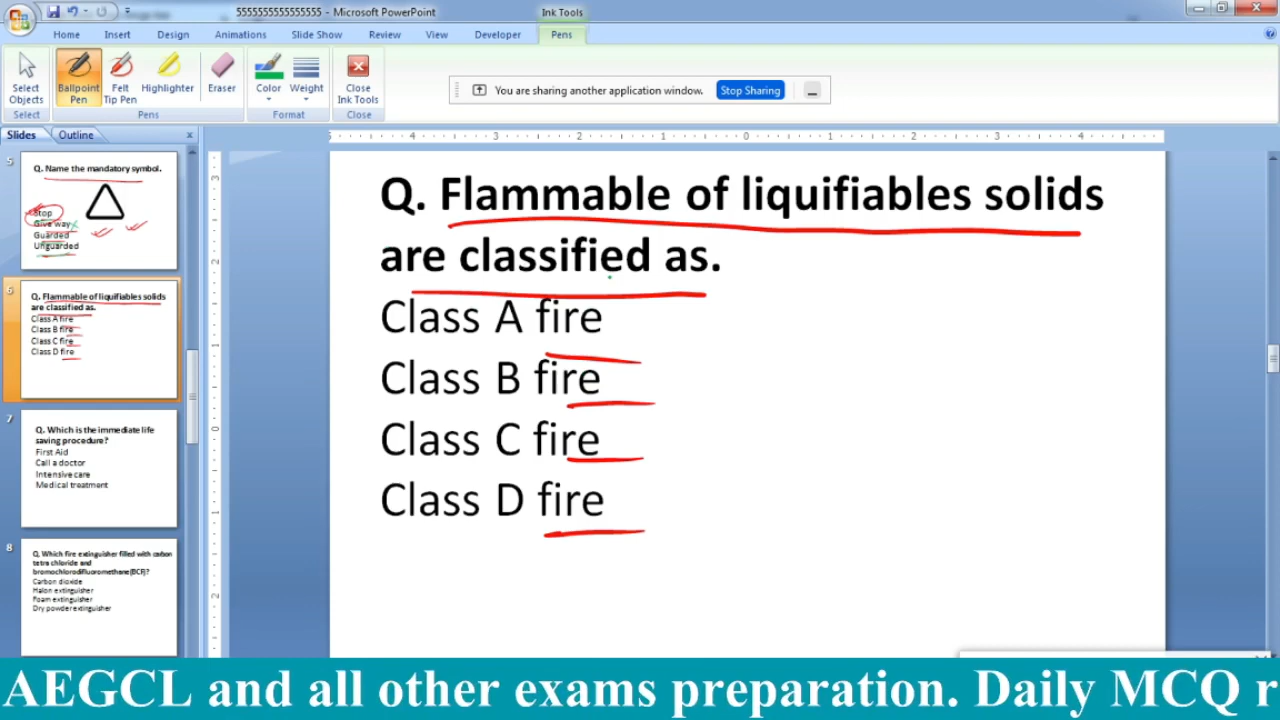 5555555555555555 - Microsoft PowerPoint
Ink Tools
Home Insert Design Animations Slide Show Review View Developer Pens
Select Objects
Ballpoint Pen
Felt Tip Pen
Highlighter
Eraser
Color
Weight
Close Ink Tools
Select Pens Format Close
You are sharing another application window. Stop Sharing
Slides Outline
5
Q. Name the mandatory symbol.
Stop
Give way
Guarded
Unguarded
6
Q. Flammable of liquifiables solids
are classified as.
Class A fire
Class B fire
Class C fire
Class D fire
7
Q. Which is the immediate life
saving procedure?
First Aid
Call a doctor
Intensive care
Medical treatment
8
Q. Which fire extinguisher filled with carbon
tetra chloride and
bromochlorodifluoromethane(BCF)?
Carbon dioxide
Halon extinguisher
Foam extinguisher
Dry powder extinguisher
Q. Flammable of liquifiables solids
are classified as.
Class A fire
Class B fire
Class C fire
Class D fire
AEGCL and all other exams preparation. Daily MCQ r